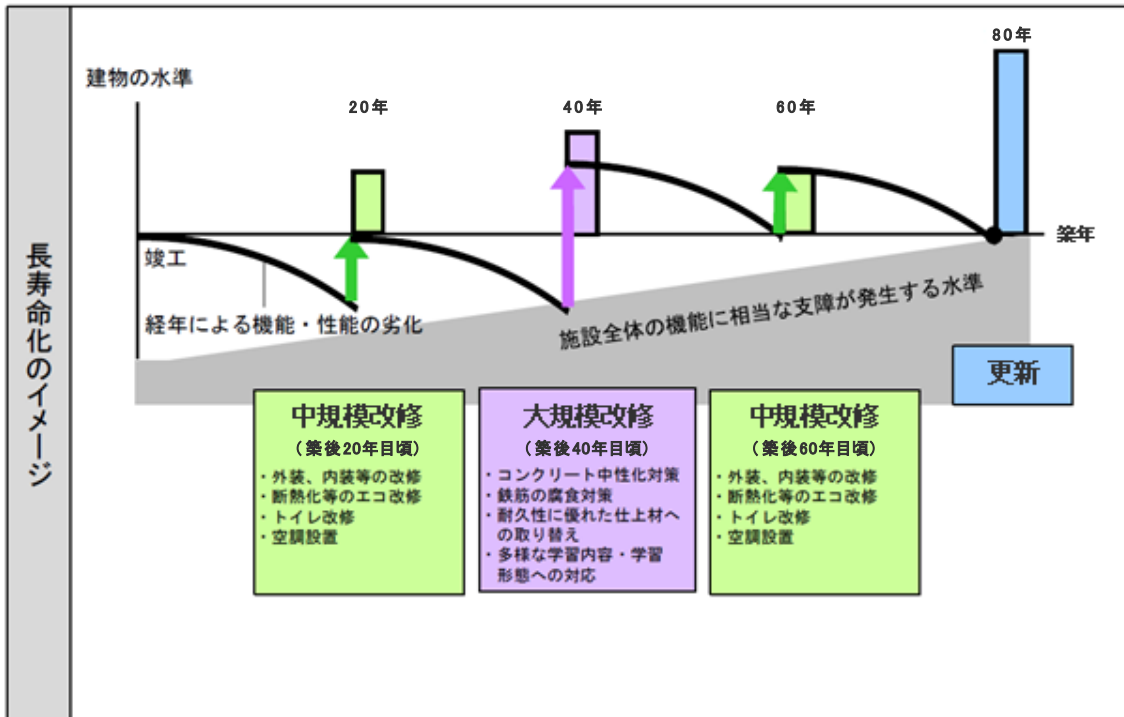 長寿命化のイメージ
建物の水準
20年
40年
60年
80年
築年
竣工
経年による機能・性能の劣化
施設全体の機能に相当な支障が発生する水準
更新
中規模改修
(築後20年目頃)
・外装、内装等の改修
・断熱化等のエコ改修
・トイレ改修
・空調設置
大規模改修
(築後40年目頃)
・コンクリート中性化対策
・鉄筋の腐食対策
・耐久性に優れた仕上材へ
の取り替え
・多様な学習内容・学習
形態への対応
中規模改修
(築後60年目頃)
・外装、内装等の改修
・断熱化等のエコ改修
・トイレ改修
・空調設置